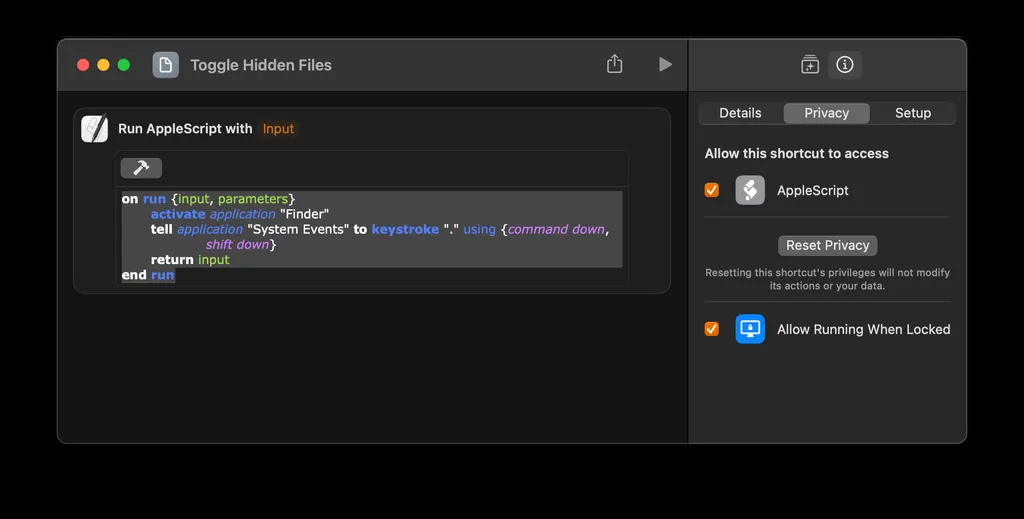 Toggle Hidden Files
Run AppleScript with Input
on run {input, parameters}
activate application "Finder"
tell application "System Events" to keystroke "." using {command down,
shift down}
return input
end run
Details Privacy Setup
Allow this shortcut to access
AppleScript
Reset Privacy
Resetting this shortcut's privileges will not modify
its actions or your data.
Allow Running When Locked